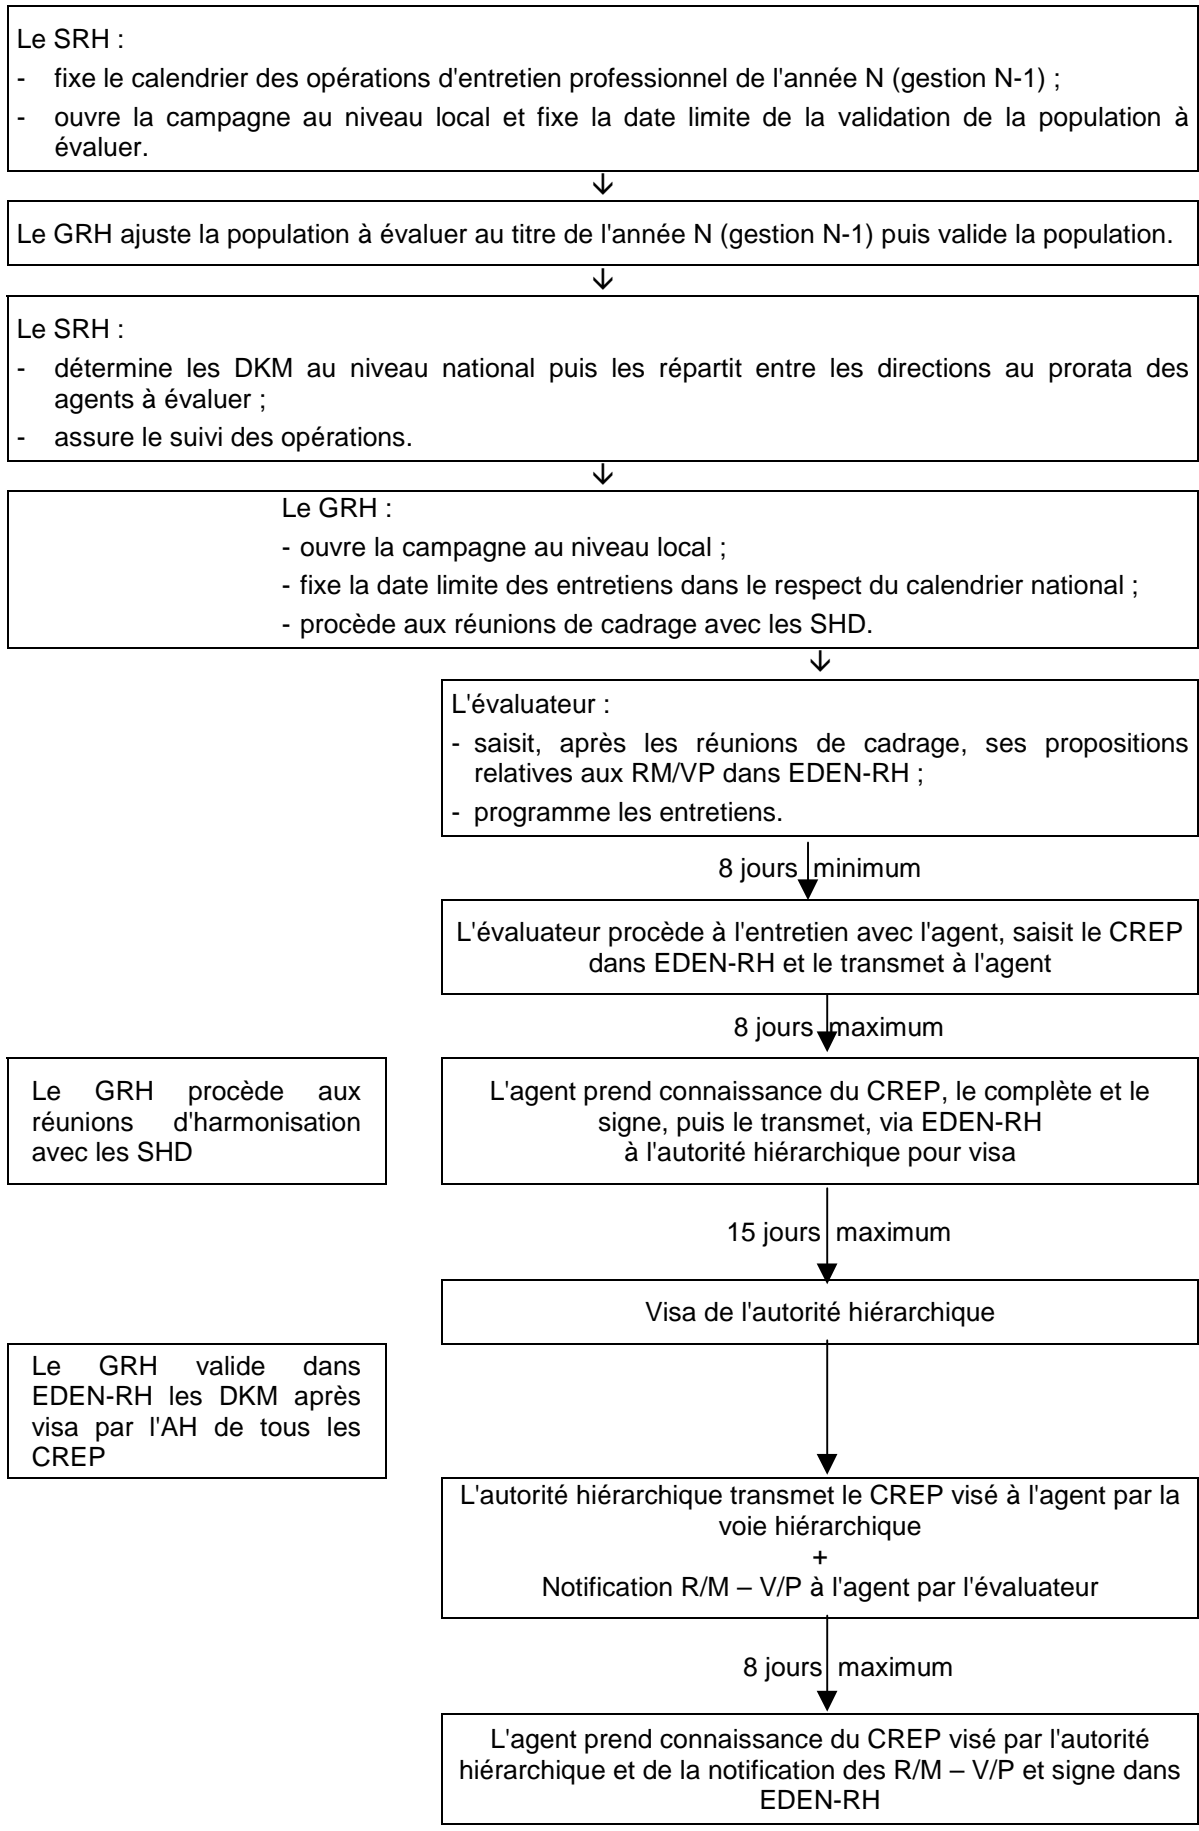 Le SRH :
- fixe le calendrier des opérations d'entretien professionnel de l'année N (gestion N-1) ;
- ouvre la campagne au niveau local et fixe la date limite de la validation de la population à
évaluer.
Le GRH ajuste la population à évaluer au titre de l'année N (gestion N-1) puis valide la population.
Le SRH :
- détermine les DKM au niveau national puis les répartit entre les directions au prorata des
agents à évaluer ;
- assure le suivi des opérations.
Le GRH :
- ouvre la campagne au niveau local ;
- fixe la date limite des entretiens dans le respect du calendrier national ;
- procède aux réunions de cadrage avec les SHD.
L'évaluateur :
- saisit, après les réunions de cadrage, ses propositions
relatives aux RM/VP dans EDEN-RH ;
- programme les entretiens.
8 jours minimum
L'évaluateur procède à l'entretien avec l'agent, saisit le CREP
dans EDEN-RH et le transmet à l'agent
8 jours maximum
Le GRH procède aux
réunions d'harmonisation
avec les SHD
L'agent prend connaissance du CREP, le complète et le
signe, puis le transmet, via EDEN-RH
à l'autorité hiérarchique pour visa
15 jours maximum
Visa de l'autorité hiérarchique
Le GRH valide dans
EDEN-RH les DKM après
visa par l'AH de tous les
CREP
L'autorité hiérarchique transmet le CREP visé à l'agent par la
voie hiérarchique
+
Notification R/M – V/P à l'agent par l'évaluateur
8 jours maximum
L'agent prend connaissance du CREP visé par l'autorité
hiérarchique et de la notification des R/M – V/P et signe dans
EDEN-RH